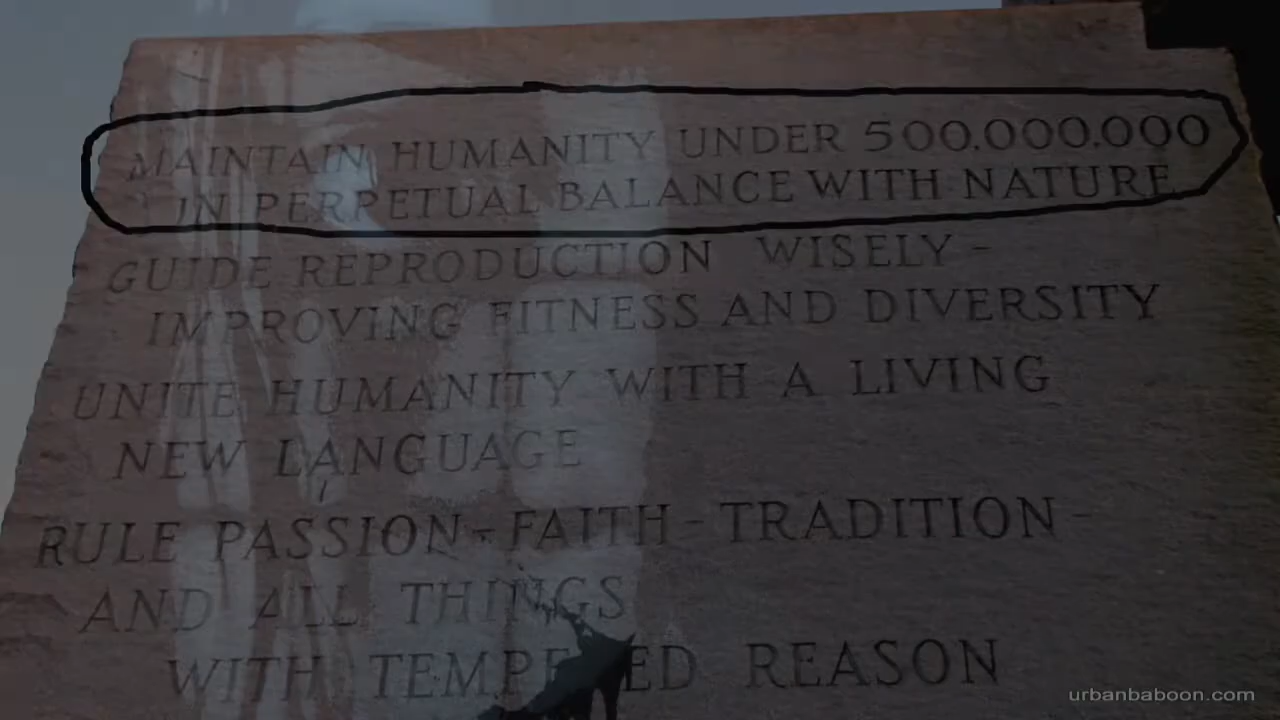 MAINTAIN HUMANITY UNDER 500.000.000
IN PERPETUAL BALANCE WITH NATURE
GUIDE REPRODUCTION WISELY -
IMPROVING FITNESS AND DIVERSITY
UNITE HUMANITY WITH A LIVING
NEW LANGUAGE
RULE PASSION - FAITH - TRADITION -
AND ALL THINGS
WITH TEMPERED REASON
urbanbaboon.com